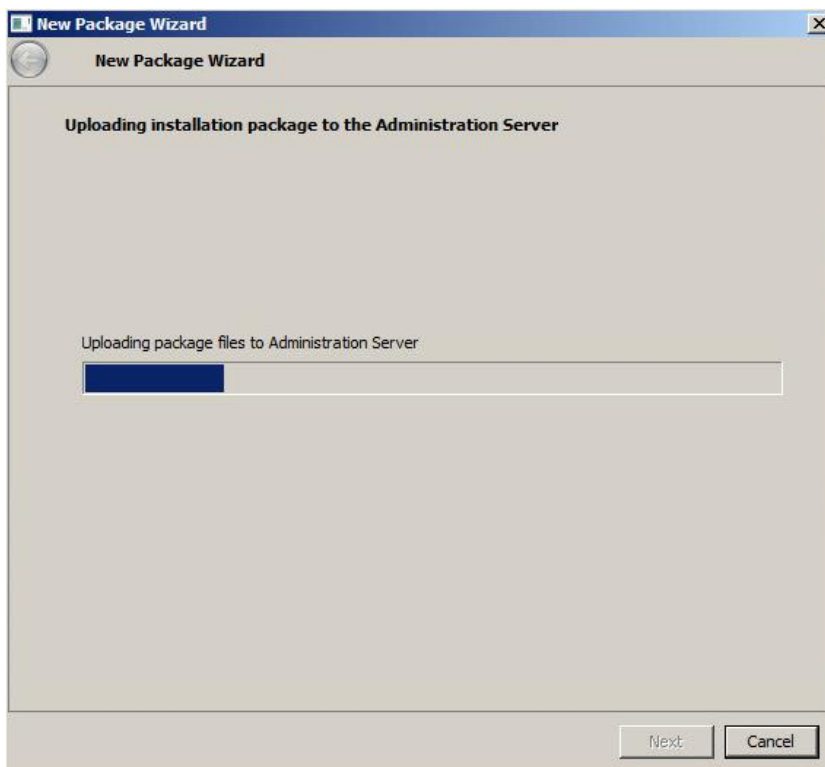 New Package Wizard
New Package Wizard
Uploading installation package to the Administration Server
Uploading package files to Administration Server
Next
Cancel